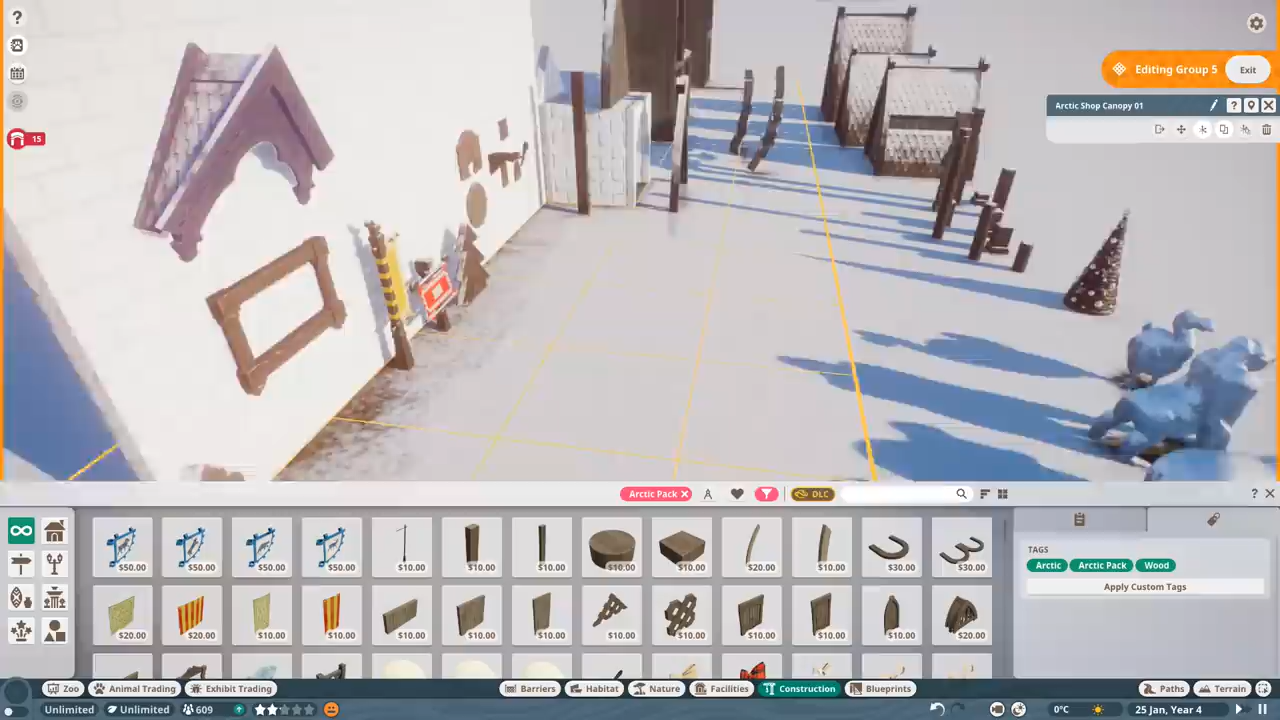 ?
Editing Group 5
Exit
Arctic Shop Canopy 01
?
15
Arctic Pack ×
DLC
?
$50.00 $50.00 $50.00 $50.00 $10.00 $10.00 $10.00 $10.00 $10.00 $20.00 $10.00 $30.00 $30.00
$20.00 $20.00 $10.00 $10.00 $10.00 $10.00 $10.00 $10.00 $10.00 $10.00 $10.00 $10.00 $20.00
TAGS
Arctic Arctic Pack Wood
Apply Custom Tags
Zoo Animal Trading Exhibit Trading Barriers Habitat Nature Facilities Construction Blueprints Paths Terrain
Unlimited Unlimited 609 0°C 25 Jan, Year 4